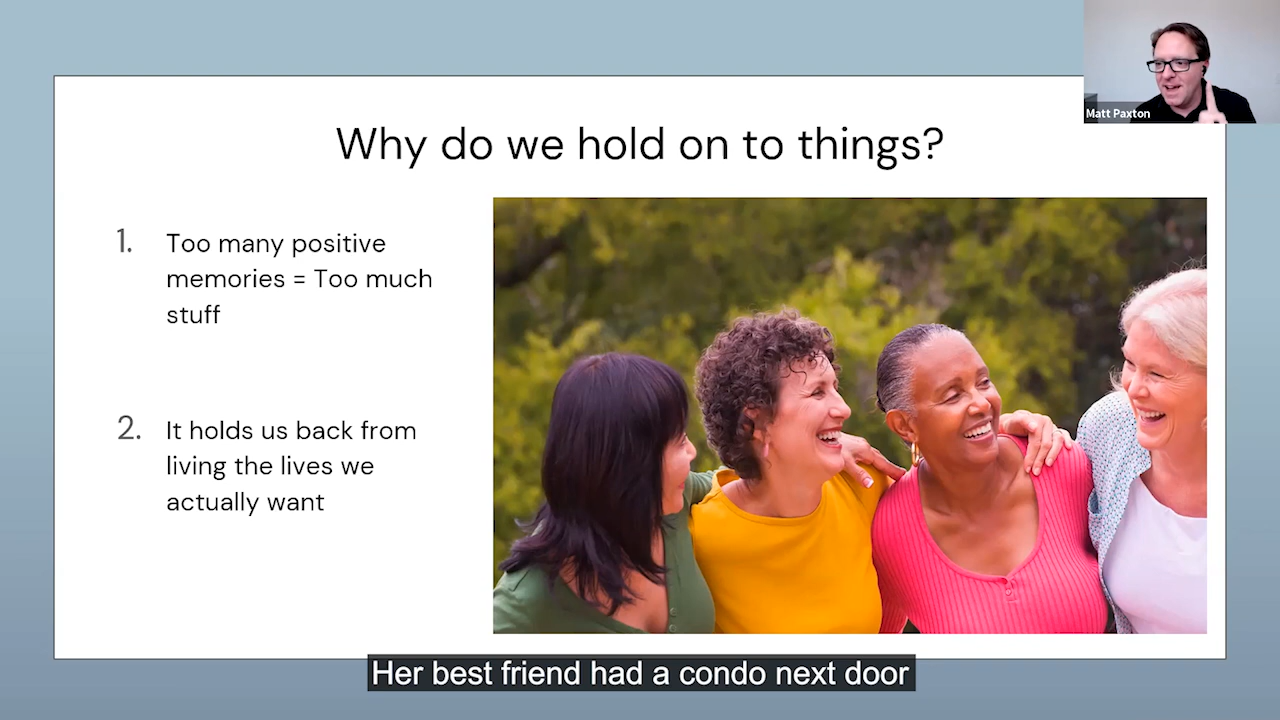 Matt Paxton
Why do we hold on to things?
1. Too many positive
memories = Too much
stuff
2. It holds us back from
living the lives we
actually want
Her best friend had a condo next door